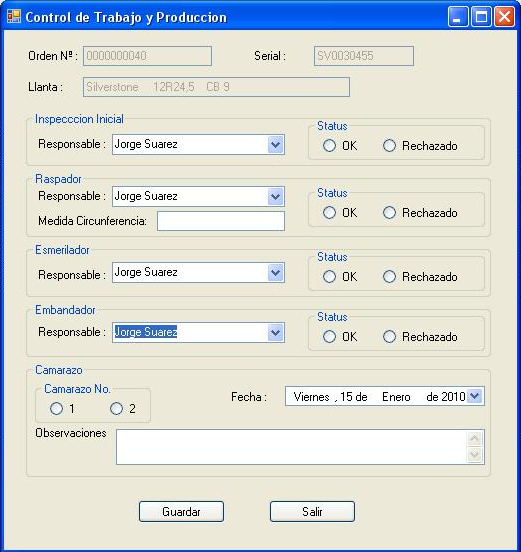 Control de Trabajo y Produccion
Orden Nº : 0000000040 Serial : SV0030455
Llanta : Silverstone 12R24,5 CB 9
Inspecccion Inicial
Status
Responsable : Jorge Suarez OK Rechazado
Raspador
Status
Responsable : Jorge Suarez
OK Rechazado
Medida Circunferencia:
Esmerilador
Status
Responsable : Jorge Suarez OK Rechazado
Embandador
Status
Responsable : Jorge Suarez OK Rechazado
Camarazo
Camarazo No.
Fecha : Viernes , 15 de Enero de 2010
1 2
Observaciones
Guardar Salir